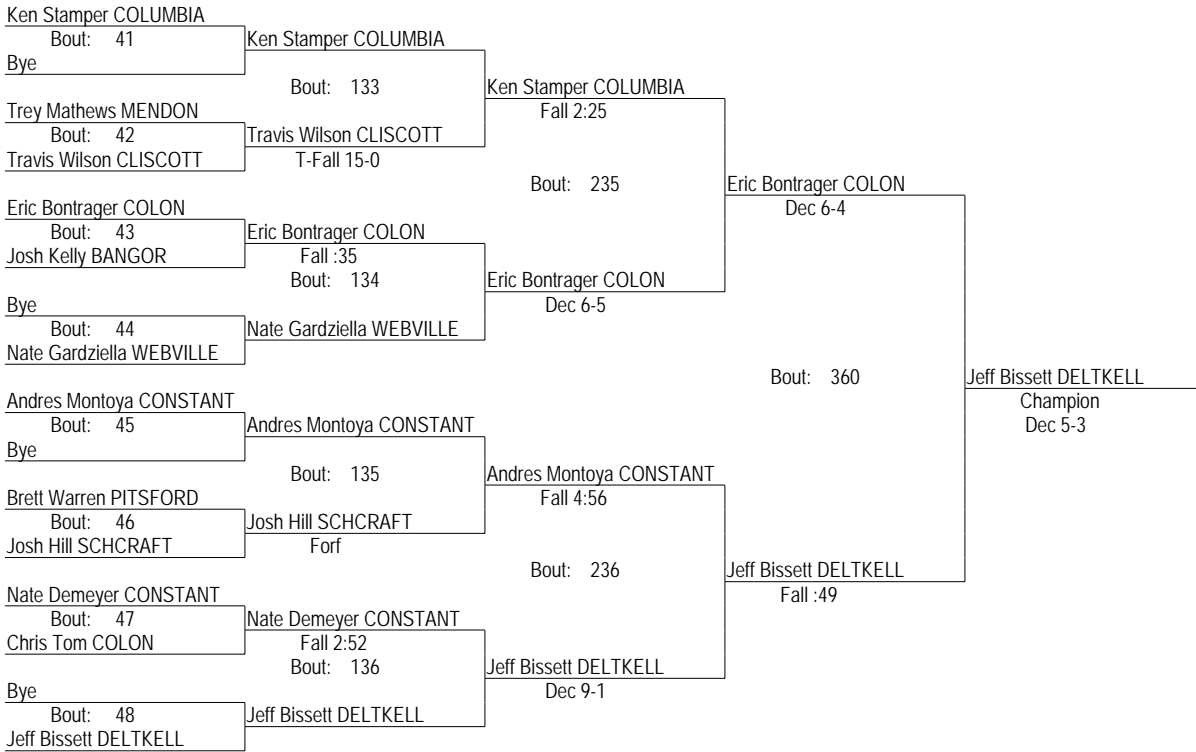 Ken Stamper COLUMBIA
Bout: 41
Ken Stamper COLUMBIA
Bye
Bout: 133
Ken Stamper COLUMBIA
Fall 2:25
Trey Mathews MENDON
Bout: 42
Travis Wilson CLISCOTT
Travis Wilson CLISCOTT
T-Fall 15-0
Bout: 235
Eric Bontrager COLON
Dec 6-4
Eric Bontrager COLON
Bout: 43
Eric Bontrager COLON
Josh Kelly BANGOR
Fall :35
Bout: 134
Eric Bontrager COLON
Dec 6-5
Bye
Bout: 44
Nate Gardziella WEBVILLE
Nate Gardziella WEBVILLE
Bout: 360
Jeff Bissett DELTKELL
Champion
Dec 5-3
Andres Montoya CONSTANT
Bout: 45
Andres Montoya CONSTANT
Bye
Bout: 135
Andres Montoya CONSTANT
Fall 4:56
Brett Warren PITSFORD
Bout: 46
Josh Hill SCHCRAFT
Josh Hill SCHCRAFT
Forf
Bout: 236
Jeff Bissett DELTKELL
Fall :49
Nate Demeyer CONSTANT
Bout: 47
Nate Demeyer CONSTANT
Chris Tom COLON
Fall 2:52
Bout: 136
Jeff Bissett DELTKELL
Dec 9-1
Bye
Bout: 48
Jeff Bissett DELTKELL
Jeff Bissett DELTKELL